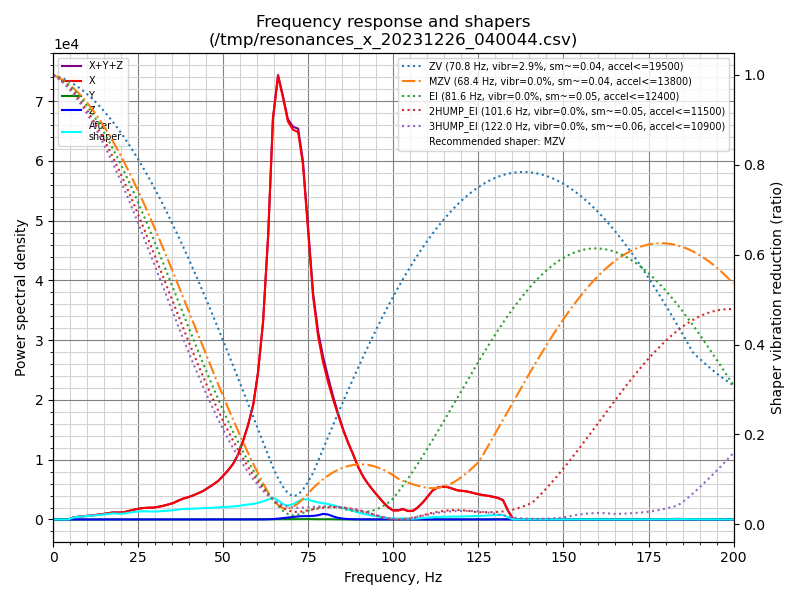 Frequency response and shapers
(/tmp/resonances_x_20231226_040044.csv)
1e4
X+Y+Z
X
Y
Z
After
shaper
ZV (70.8 Hz, vibr=2.9%, sm~=0.04, accel<=19500)
MZV (68.4 Hz, vibr=0.0%, sm~=0.04, accel<=13800)
EI (81.6 Hz, vibr=0.0%, sm~=0.05, accel<=12400)
2HUMP_EI (101.6 Hz, vibr=0.0%, sm~=0.05, accel<=11500)
3HUMP_EI (122.0 Hz, vibr=0.0%, sm~=0.06, accel<=10900)
Recommended shaper: MZV
7
6
5
4
3
2
1
0
Power spectral density
1.0
0.8
0.6
0.4
0.2
0.0
Shaper vibration reduction (ratio)
0 25 50 75 100 125 150 175 200
Frequency, Hz